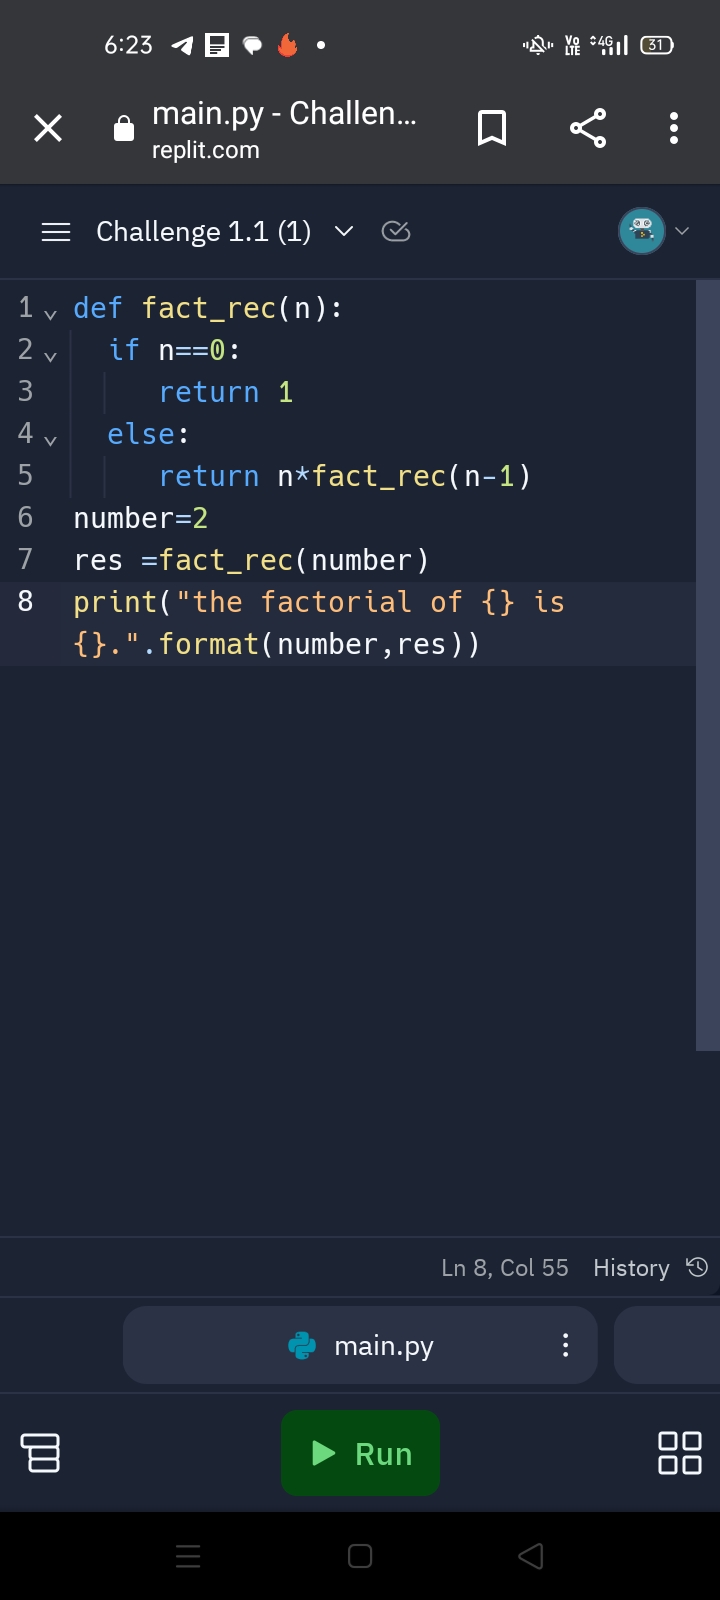 6:23
VoLTE 4G 31
main.py - Challen...
replit.com
Challenge 1.1 (1)
1 def fact_rec(n):
2 if n==0:
3 return 1
4 else:
5 return n*fact_rec(n-1)
6 number=2
7 res =fact_rec(number)
8 print("the factorial of {} is
{}.".format(number,res))
Ln 8, Col 55 History
main.py
Run